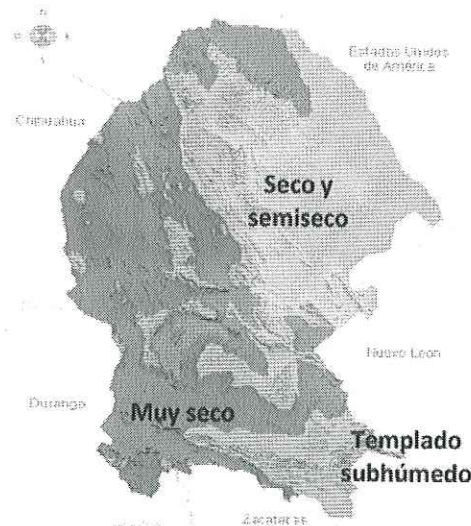 N
Estados Unidos
de América
Chihuahua
Seco y
semiseco
Nuevo León
Durango
Muy seco
Templado
subhúmedo
Zacatecas